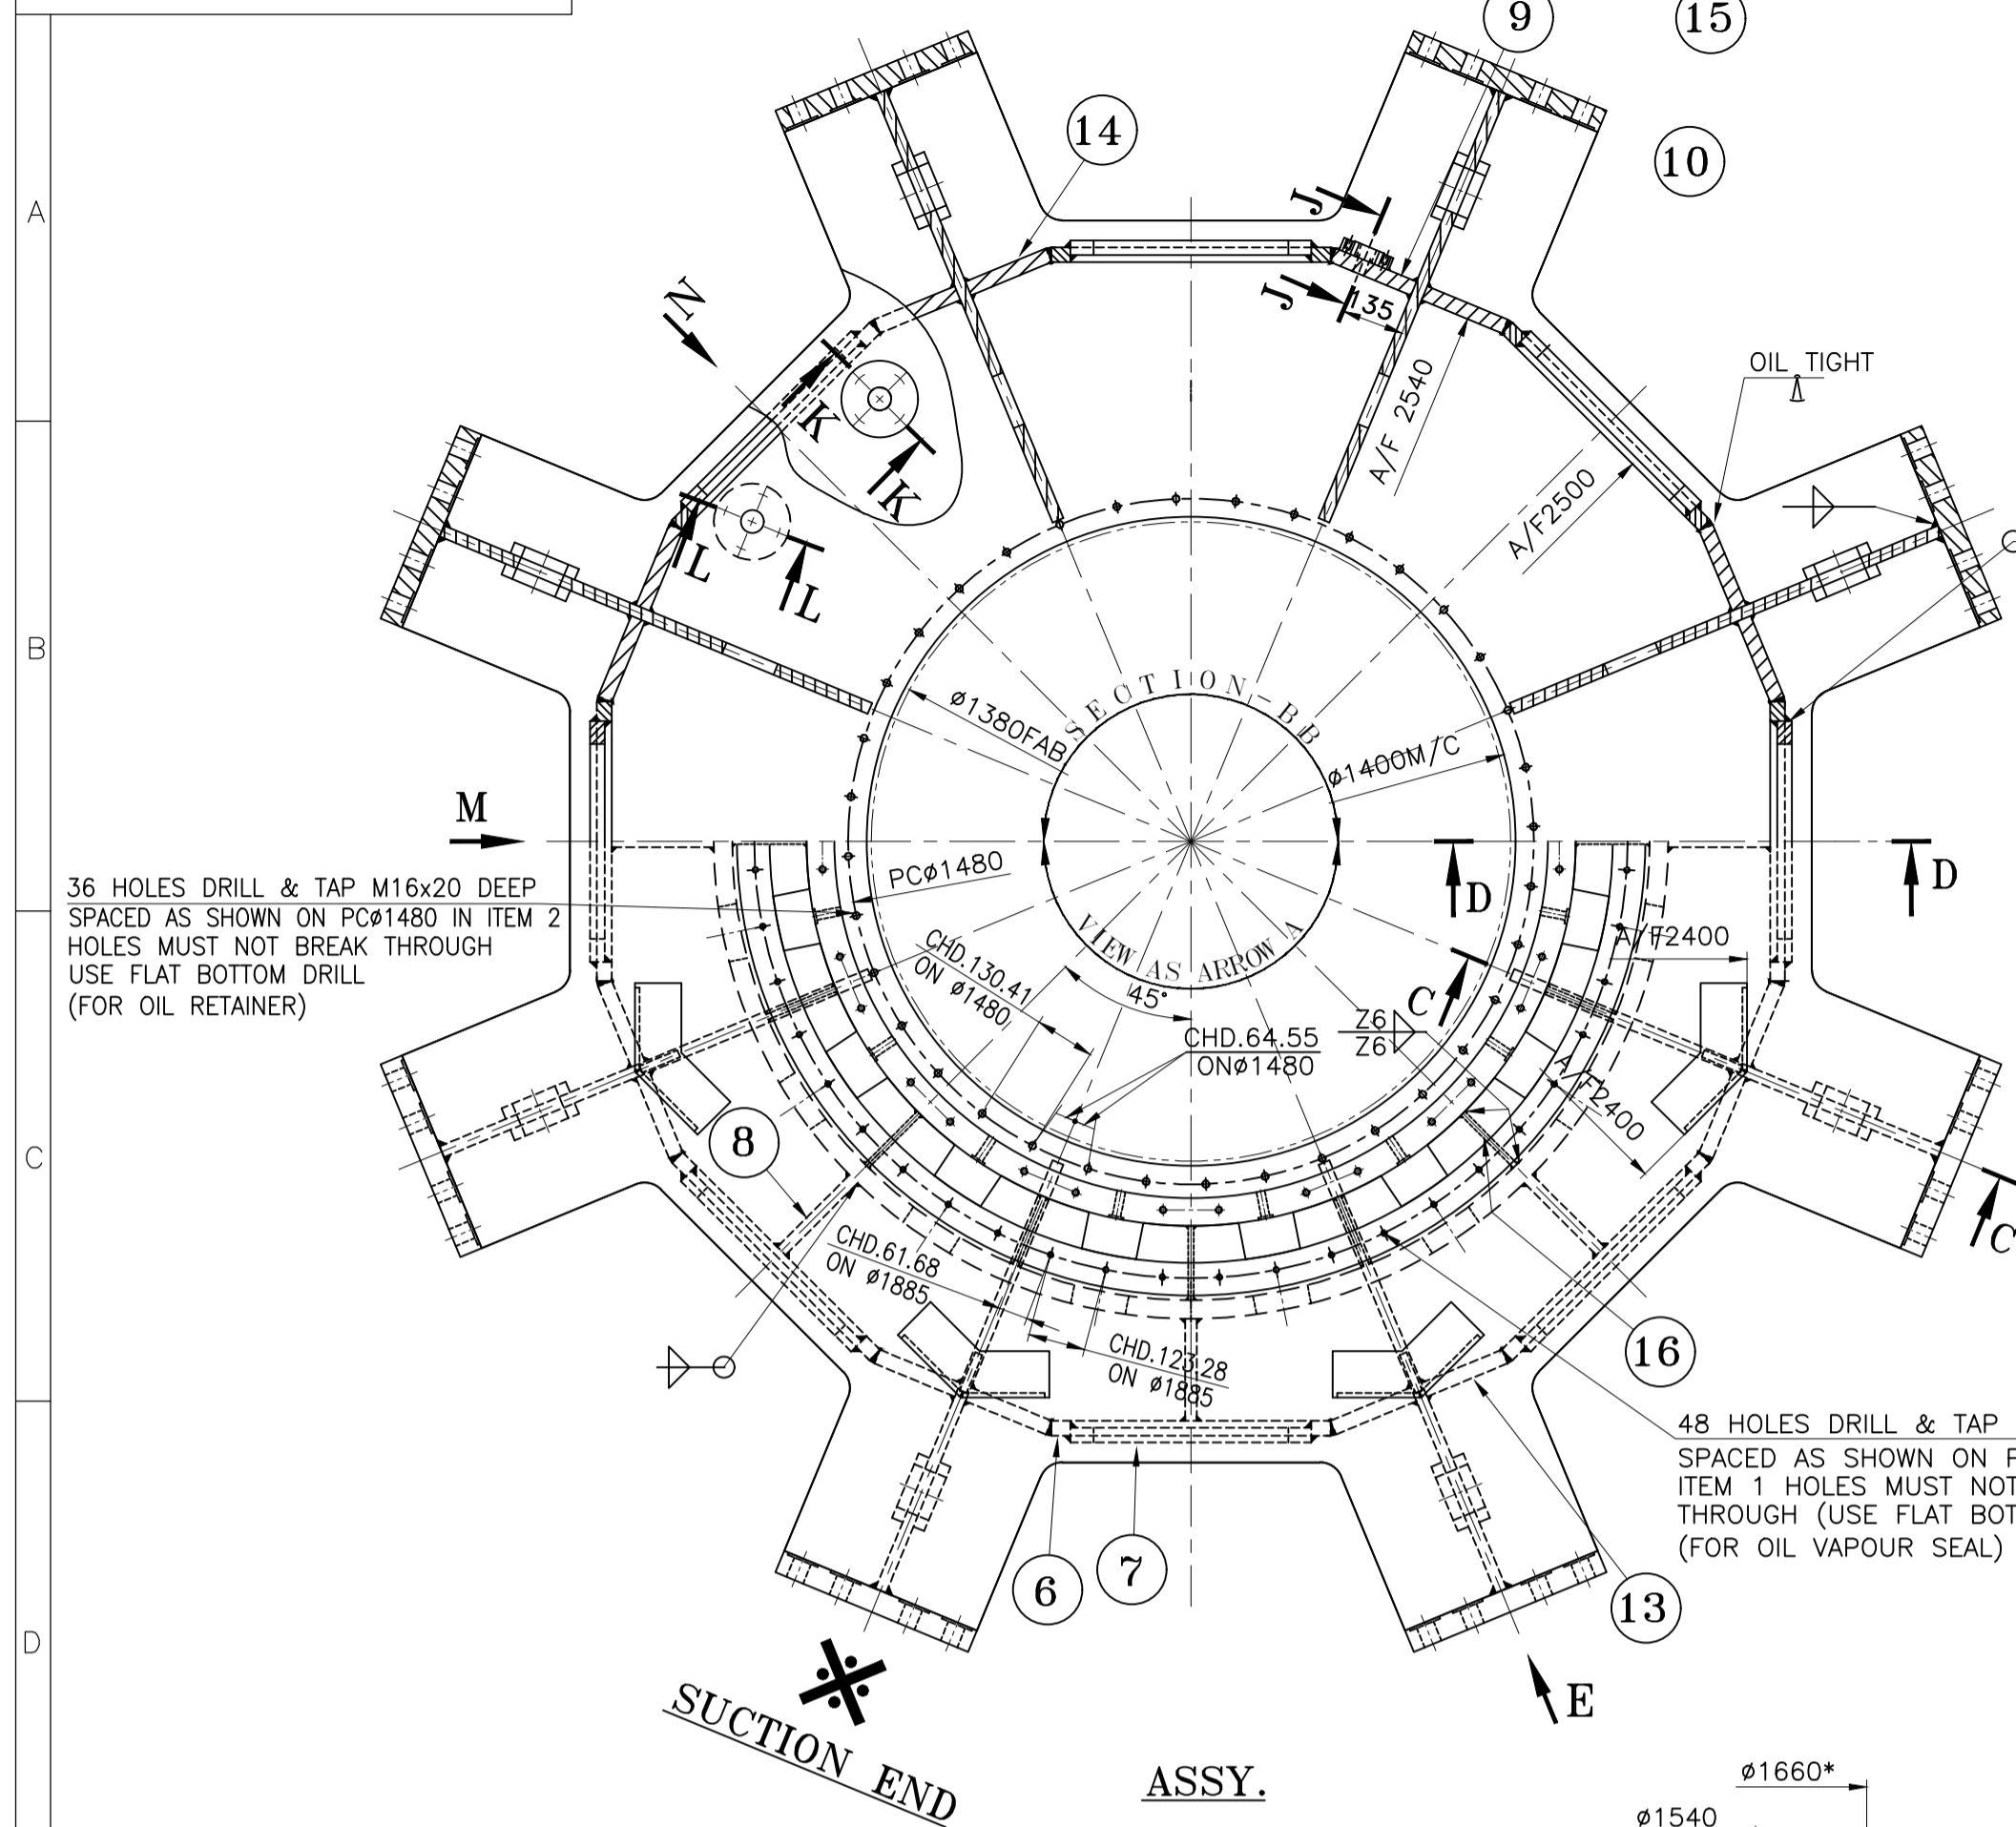 9
15
14
10
A
J
J
135
N
OIL TIGHT
A/F 2540
K
K
A/F2500
L
L
B
SECTION-BB
ø1380FAB
ø1400M/C
M
D
D
PCø1480
36 HOLES DRILL & TAP M16x20 DEEP
SPACED AS SHOWN ON PCø1480 IN ITEM 2
HOLES MUST NOT BREAK THROUGH
USE FLAT BOTTOM DRILL
(FOR OIL RETAINER)
VIEW AS ARROW A
A/F2400
CHD.130.41
ON ø1480
45°
C
CHD.64.55
ONø1480
Z6
Z6
A/F2400
C
8
C
CHD.61.68
ON ø1885
CHD.123.28
ON ø1885
16
48 HOLES DRILL & TAP
SPACED AS SHOWN ON
ITEM 1 HOLES MUST NOT
THROUGH (USE FLAT
(FOR OIL VAPOUR SEAL)
6
7
13
D
E
SUCTION END
ASSY.
ø1660*
ø1540